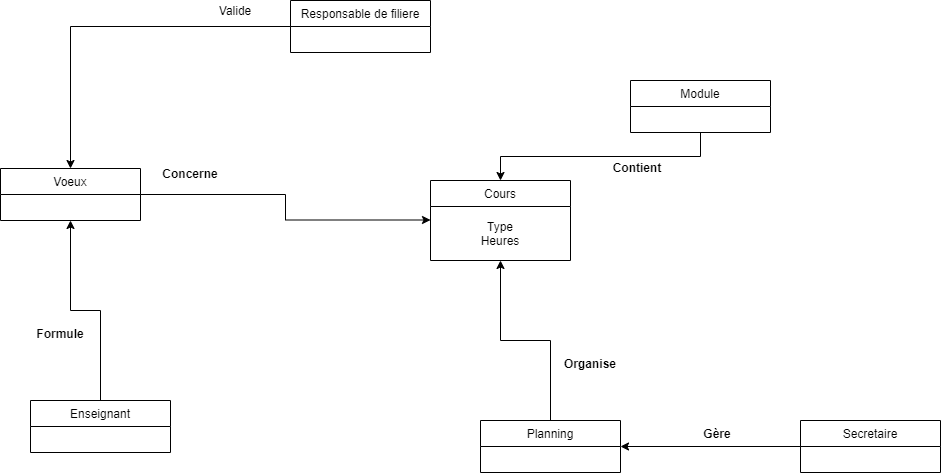 Valide
Responsable de filiere
Module
Voeux
Concerne
Contient
Cours
Type
Heures
Formule
Organise
Enseignant
Planning
Gère
Secretaire